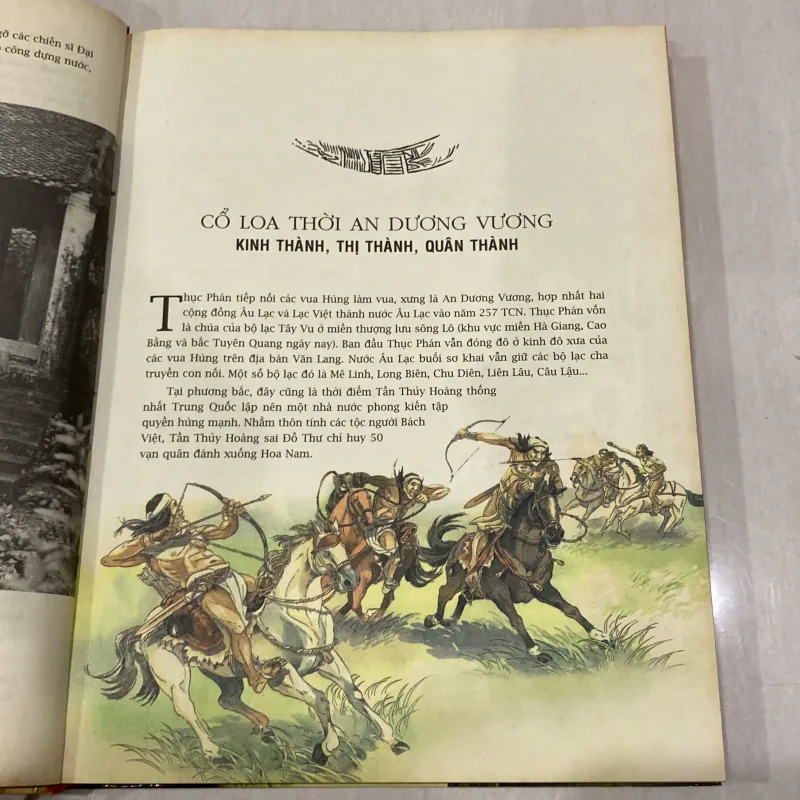 gỡ các chiến sĩ Đại
công dựng nước,
CỔ LOA THỜI AN DƯƠNG VƯƠNG
KINH THÀNH, THỊ THÀNH, QUÂN THÀNH
Thục Phán tiếp nối các vua Hùng làm vua, xưng là An Dương Vương, hợp nhất hai
cộng đồng Âu Lạc và Lạc Việt thành nước Âu Lạc vào năm 257 TCN. Thục Phán vốn
là chúa của bộ lạc Tây Vu ở miền thượng lưu sông Lô (khu vực miền Hà Giang, Cao
Bằng và bắc Tuyên Quang ngày nay). Ban đầu Thục Phán vẫn đóng đô ở kinh đô xưa của
các vua Hùng trên địa bàn Văn Lang. Nước Âu Lạc buổi sơ khai vẫn giữ các bộ lạc cha
truyền con nối. Một số bộ lạc đó là Mê Linh, Long Biên, Chu Diên, Liên Lâu, Câu Lậu...
Tại phương bắc, đây cũng là thời điểm Tần Thủy Hoàng thống
nhất Trung Quốc lập nên một nhà nước phong kiến tập
quyền hùng mạnh. Nhằm thôn tính các tộc người Bách
Việt, Tần Thủy Hoàng sai Đồ Thư chỉ huy 50
vạn quân đánh xuống Hoa Nam.